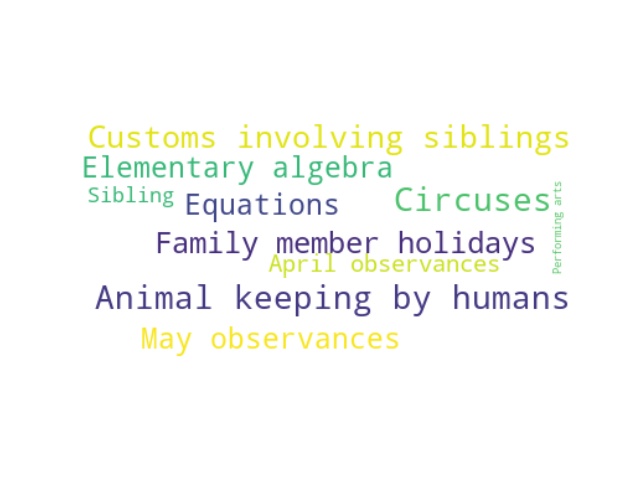 Customs involving siblings
Elementary algebra
Sibling
Equations
Circuses
Performing arts
Family member holidays
April observances
Animal keeping by humans
May observances